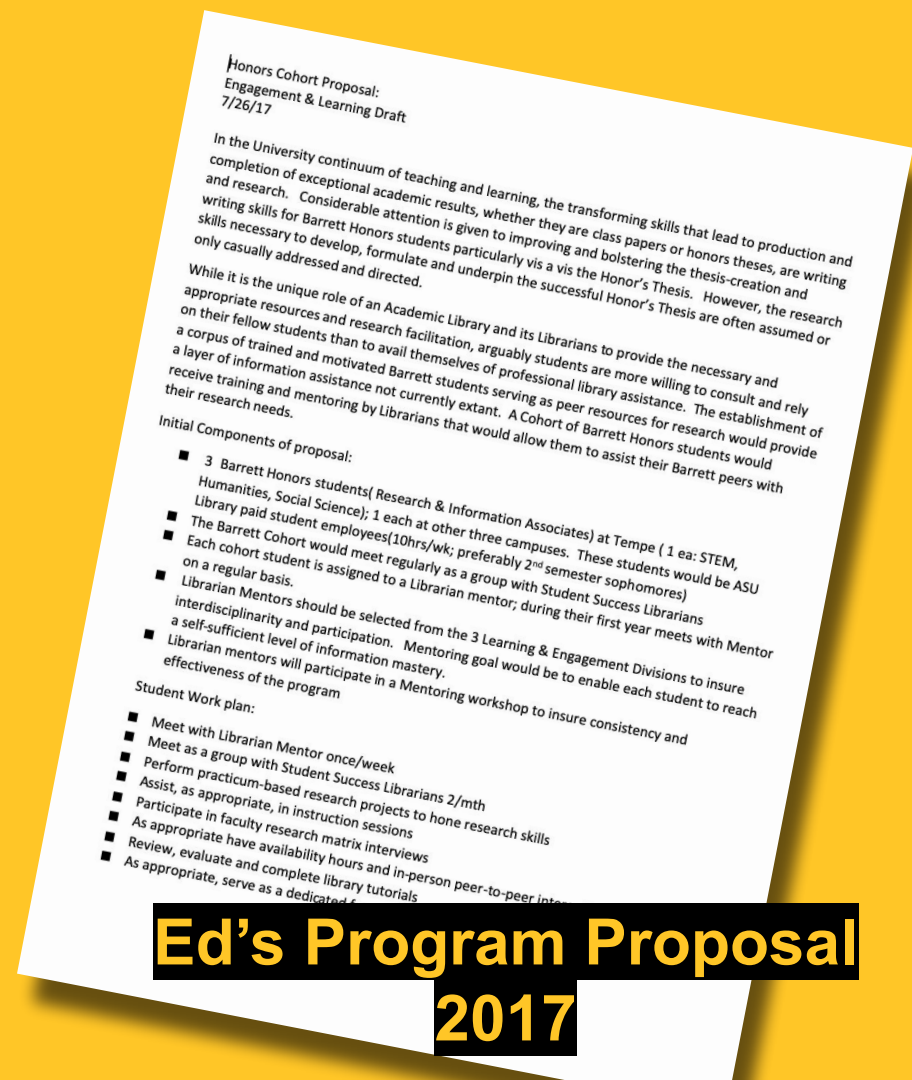 Honors Cohort Proposal:
Engagement & Learning Draft
7/26/17
In the University continuum of teaching and learning, the transforming skills that lead to production and
completion of exceptional academic results, whether they are class papers or honors theses, are writing
and research. Considerable attention is given to improving and bolstering the thesis-creation and
writing skills for Barrett Honors students particularly vis a vis the Honor's Thesis. However, the research
skills necessary to develop, formulate and underpin the successful Honor's Thesis are often assumed or
only casually addressed and directed.
While it is the unique role of an Academic Library and its Librarians to provide the necessary and
appropriate resources and research facilitation, arguably students are more willing to consult and rely
on their fellow students than to avail themselves of professional library assistance. The establishment of
a corpus of trained and motivated Barrett students serving as peer resources for research would provide
a layer of information assistance not currently extant. A Cohort of Barrett Honors students would
receive training and mentoring by Librarians that would allow them to assist their Barrett peers with
their research needs.
Initial Components of proposal:
■ 3 Barrett Honors students( Research & Information Associates) at Tempe ( 1 ea: STEM,
Humanities, Social Science); 1 each at other three campuses. These students would be ASU
Library paid student employees(10hrs/wk; preferably 2nd semester sophomores)
■ The Barrett Cohort would meet regularly as a group with Student Success Librarians
■ Each cohort student is assigned to a Librarian mentor; during their first year meets with Mentor
on a regular basis.
■ Librarian Mentors should be selected from the 3 Learning & Engagement Divisions to insure
interdisciplinarity and participation. Mentoring goal would be to enable each student to reach
a self-sufficient level of information mastery.
■ Librarian mentors will participate in a Mentoring workshop to insure consistency and
effectiveness of the program
Student Work plan:
■ Meet with Librarian Mentor once/week
■ Meet as a group with Student Success Librarians 2/mth
■ Perform practicum-based research projects to hone research skills
■ Assist, as appropriate, in instruction sessions
■ Participate in faculty research matrix interviews
■ As appropriate have availability hours and in-person peer-to-peer
■ Review, evaluate and complete library tutorials
■ As appropriate, serve as a dedicated
Ed's Program Proposal
2017